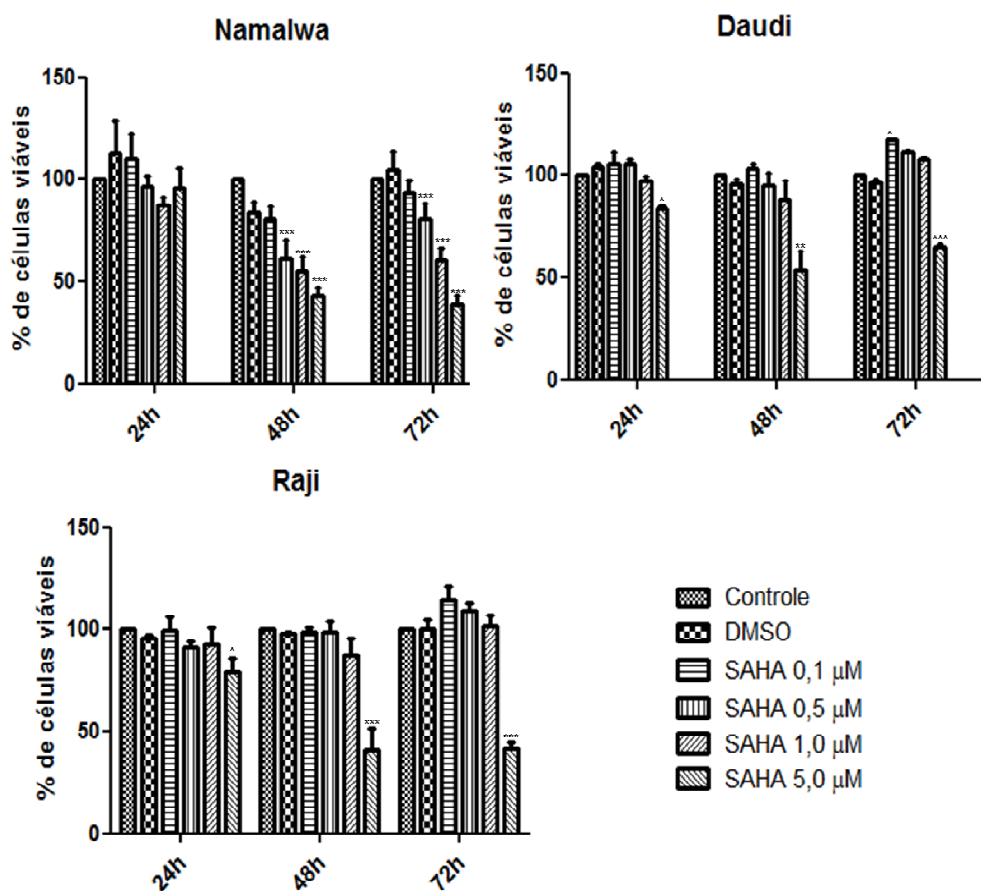 Namalwa
% de células viáveis
150
100
50
0
***
***
***
***
***
***
24h
48h
72h
Daudi
% de células viáveis
150
100
50
0
*
**
*
***
24h
48h
72h
Raji
% de células viáveis
150
100
50
0
*
***
***
24h
48h
72h
Controle
DMSO
SAHA 0,1 µM
SAHA 0,5 µM
SAHA 1,0 µM
SAHA 5,0 µM